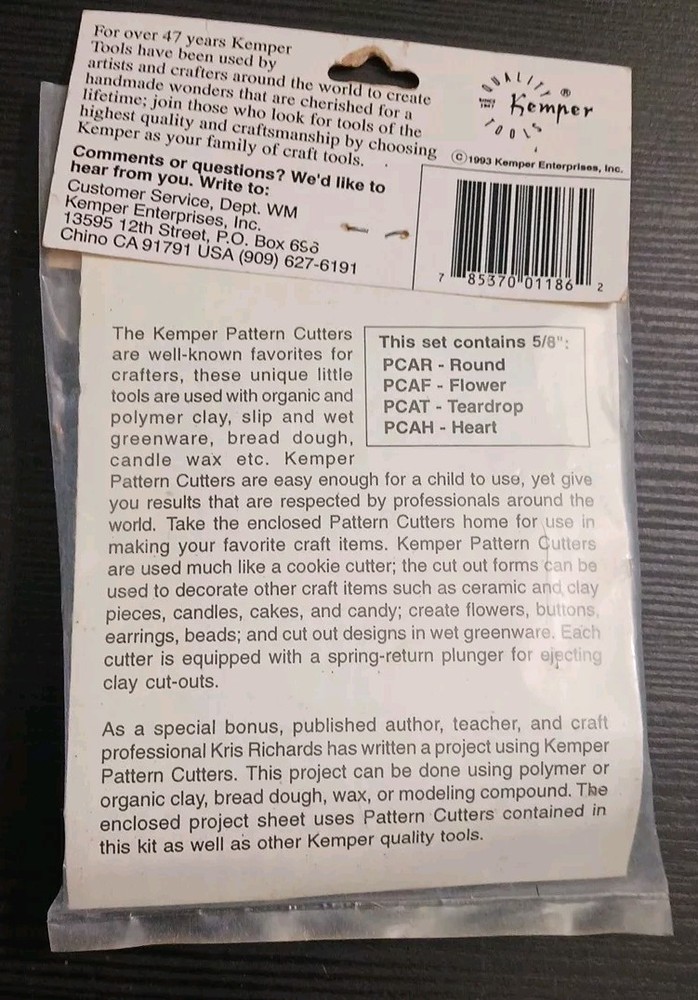 For over 47 years Kemper
Tools have been used by
artists and crafters around the world to create
handmade wonders that are cherished for a
lifetime; join those who look for tools of the
highest quality and craftsmanship by choosing
Kemper as your family of craft tools.
Comments or questions? We'd like to
hear from you. Write to:
Customer Service, Dept. WM
Kemper Enterprises, Inc.
13595 12th Street, P.O. Box
Chino CA 91791 USA (909) 627-6191
QUALITY
Kemper ®
TOOLS
©1993 Kemper Enterprises, Inc.
7 85370 01186 2
The Kemper Pattern Cutters
are well-known favorites for
crafters, these unique little
tools are used with organic and
polymer clay, slip and wet
greenware, bread dough,
candle wax etc. Kemper
Pattern Cutters are easy enough for a child to use, yet give
you results that are respected by professionals around the
world. Take the enclosed Pattern Cutters home for use in
making your favorite craft items. Kemper Pattern Cutters
are used much like a cookie cutter; the cut out forms can be
used to decorate other craft items such as ceramic and clay
pieces, candles, cakes, and candy; create flowers, buttons,
earrings, beads; and cut out designs in wet greenware. Each
cutter is equipped with a spring-return plunger for ejecting
clay cut-outs.
This set contains 5/8":
PCAR - Round
PCAF - Flower
PCAT - Teardrop
PCAH - Heart
As a special bonus, published author, teacher, and craft
professional Kris Richards has written a project using Kemper
Pattern Cutters. This project can be done using polymer or
organic clay, bread dough, wax, or modeling compound. The
enclosed project sheet uses Pattern Cutters contained in
this kit as well as other Kemper quality tools.